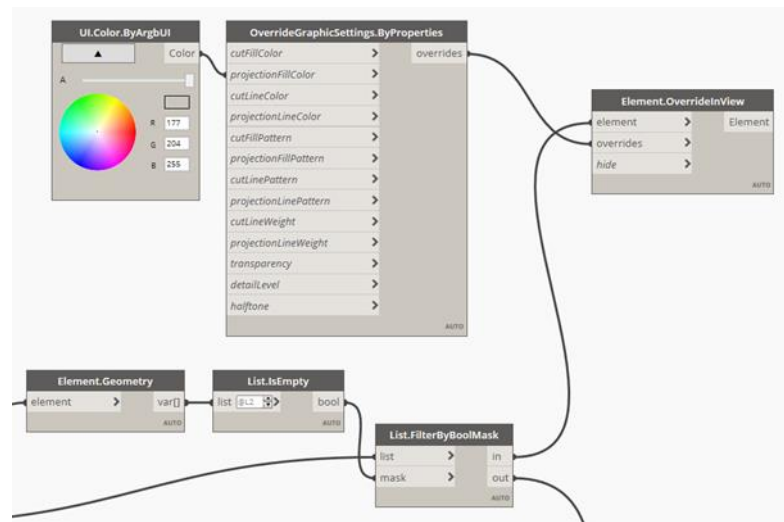 UI.Color.ByArgbUI
Color
A
R 177
G 204
B 255
OverrideGraphicSettings.ByProperties
cutFillColor
overrides
projectionFillColor
cutLineColor
projectionLineColor
cutFillPattern
projectionFillPattern
cutLinePattern
projectionLinePattern
cutLineWeight
projectionLineWeight
transparency
detailLevel
halftone
AUTO
Element.OverrideInView
element
Element
overrides
hide
AUTO
Element.Geometry
element
var[]
AUTO
List.IsEmpty
list @L2
bool
AUTO
List.FilterByBoolMask
list
in
mask
out
AUTO